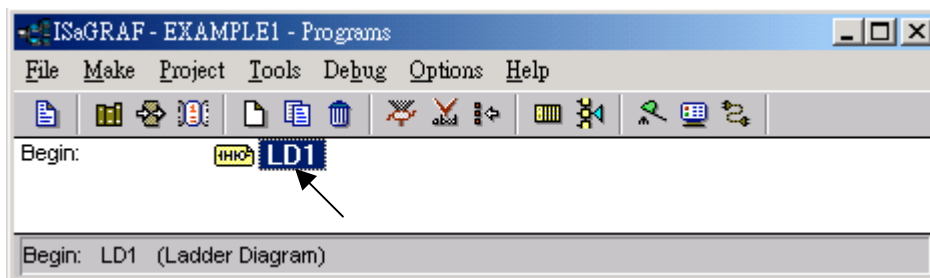 ISaGRAF - EXAMPLE1 - Programs
File Make Project Tools Debug Options Help
Begin: LD1
Begin: LD1 (Ladder Diagram)